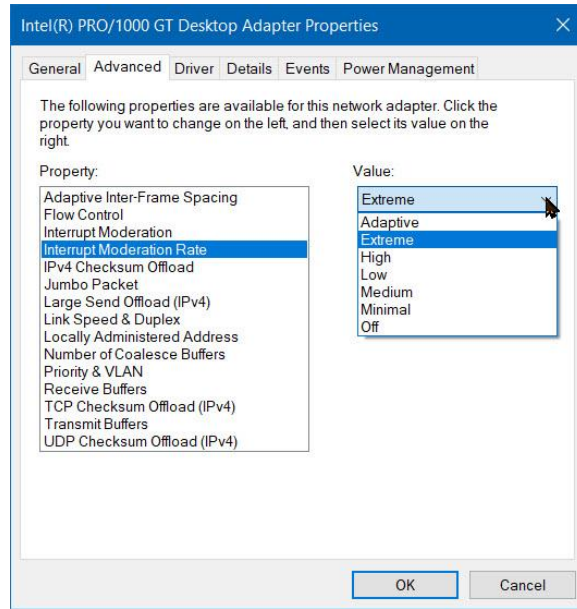 Intel(R) PRO/1000 GT Desktop Adapter Properties
General Advanced Driver Details Events Power Management
The following properties are available for this network adapter. Click the
property you want to change on the left, and then select its value on the
right.
Property:
Adaptive Inter-Frame Spacing
Flow Control
Interrupt Moderation
Interrupt Moderation Rate
IPv4 Checksum Offload
Jumbo Packet
Large Send Offload (IPv4)
Link Speed & Duplex
Locally Administered Address
Number of Coalesce Buffers
Priority & VLAN
Receive Buffers
TCP Checksum Offload (IPv4)
Transmit Buffers
UDP Checksum Offload (IPv4)
Value:
Extreme
Adaptive
Extreme
High
Low
Medium
Minimal
Off
OK Cancel